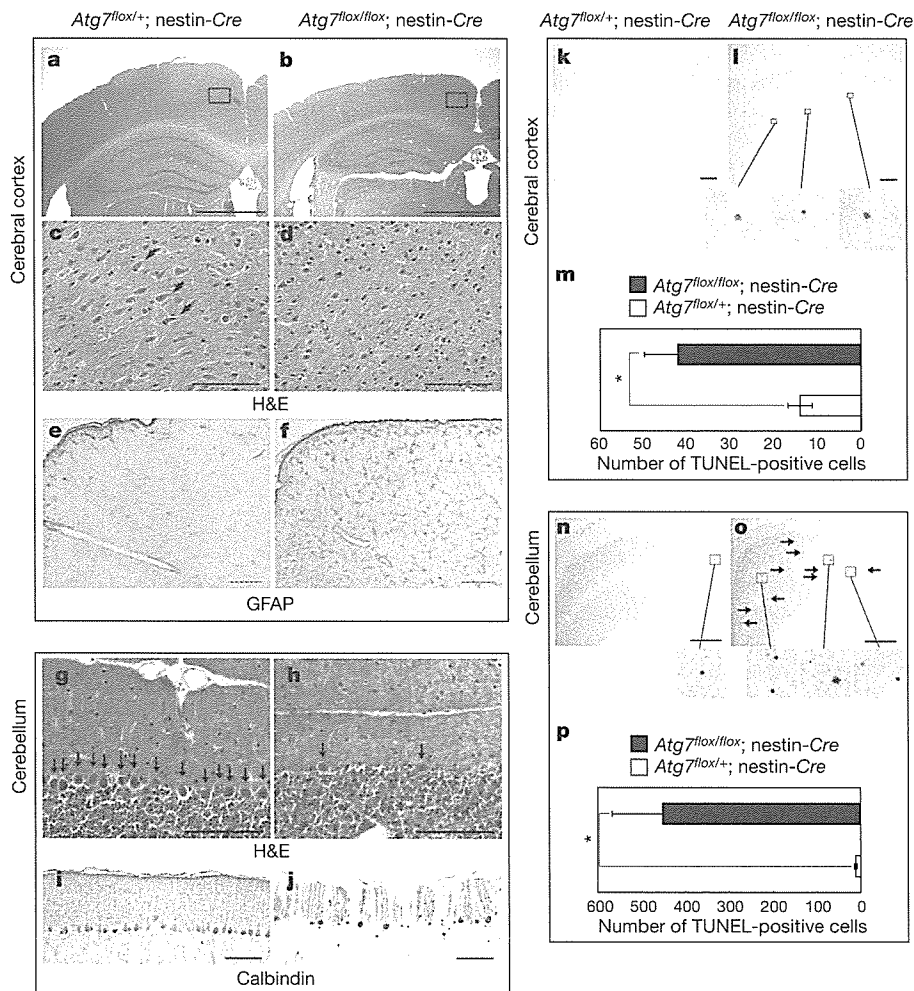 Atg7flox/+; nestin-Cre
Atg7flox/flox; nestin-Cre
Cerebral cortex
a
b
c
d
H&E
e
f
GFAP
Cerebellum
g
h
H&E
i
j
Calbindin
Atg7flox/+; nestin-Cre
Atg7flox/flox; nestin-Cre
Cerebral cortex
k
l
m
Atg7flox/flox; nestin-Cre
Atg7flox/+; nestin-Cre
*
60 50 40 30 20 10 0
Number of TUNEL-positive cells
Cerebellum
n
o
p
Atg7flox/flox; nestin-Cre
Atg7flox/+; nestin-Cre
*
600 500 400 300 200 100 0
Number of TUNEL-positive cells